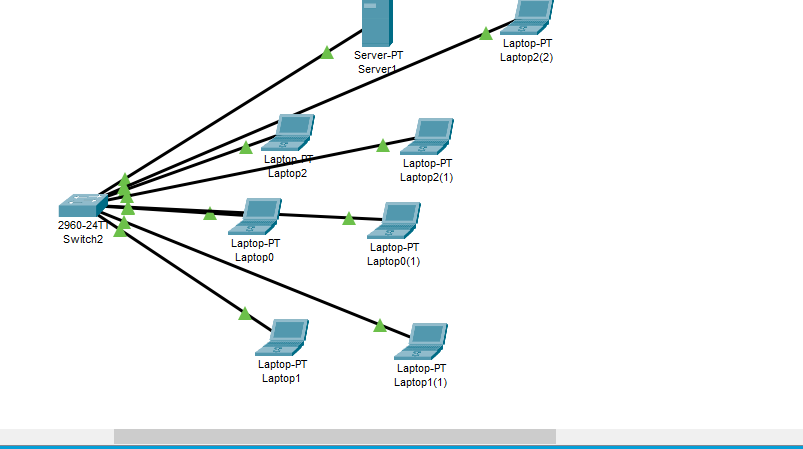 Server-PT
Server1
Laptop-PT
Laptop2(2)
Laptop-PT
Laptop2
Laptop-PT
Laptop2(1)
2960-24TT
Switch2
Laptop-PT
Laptop0
Laptop-PT
Laptop0(1)
Laptop-PT
Laptop1
Laptop-PT
Laptop1(1)